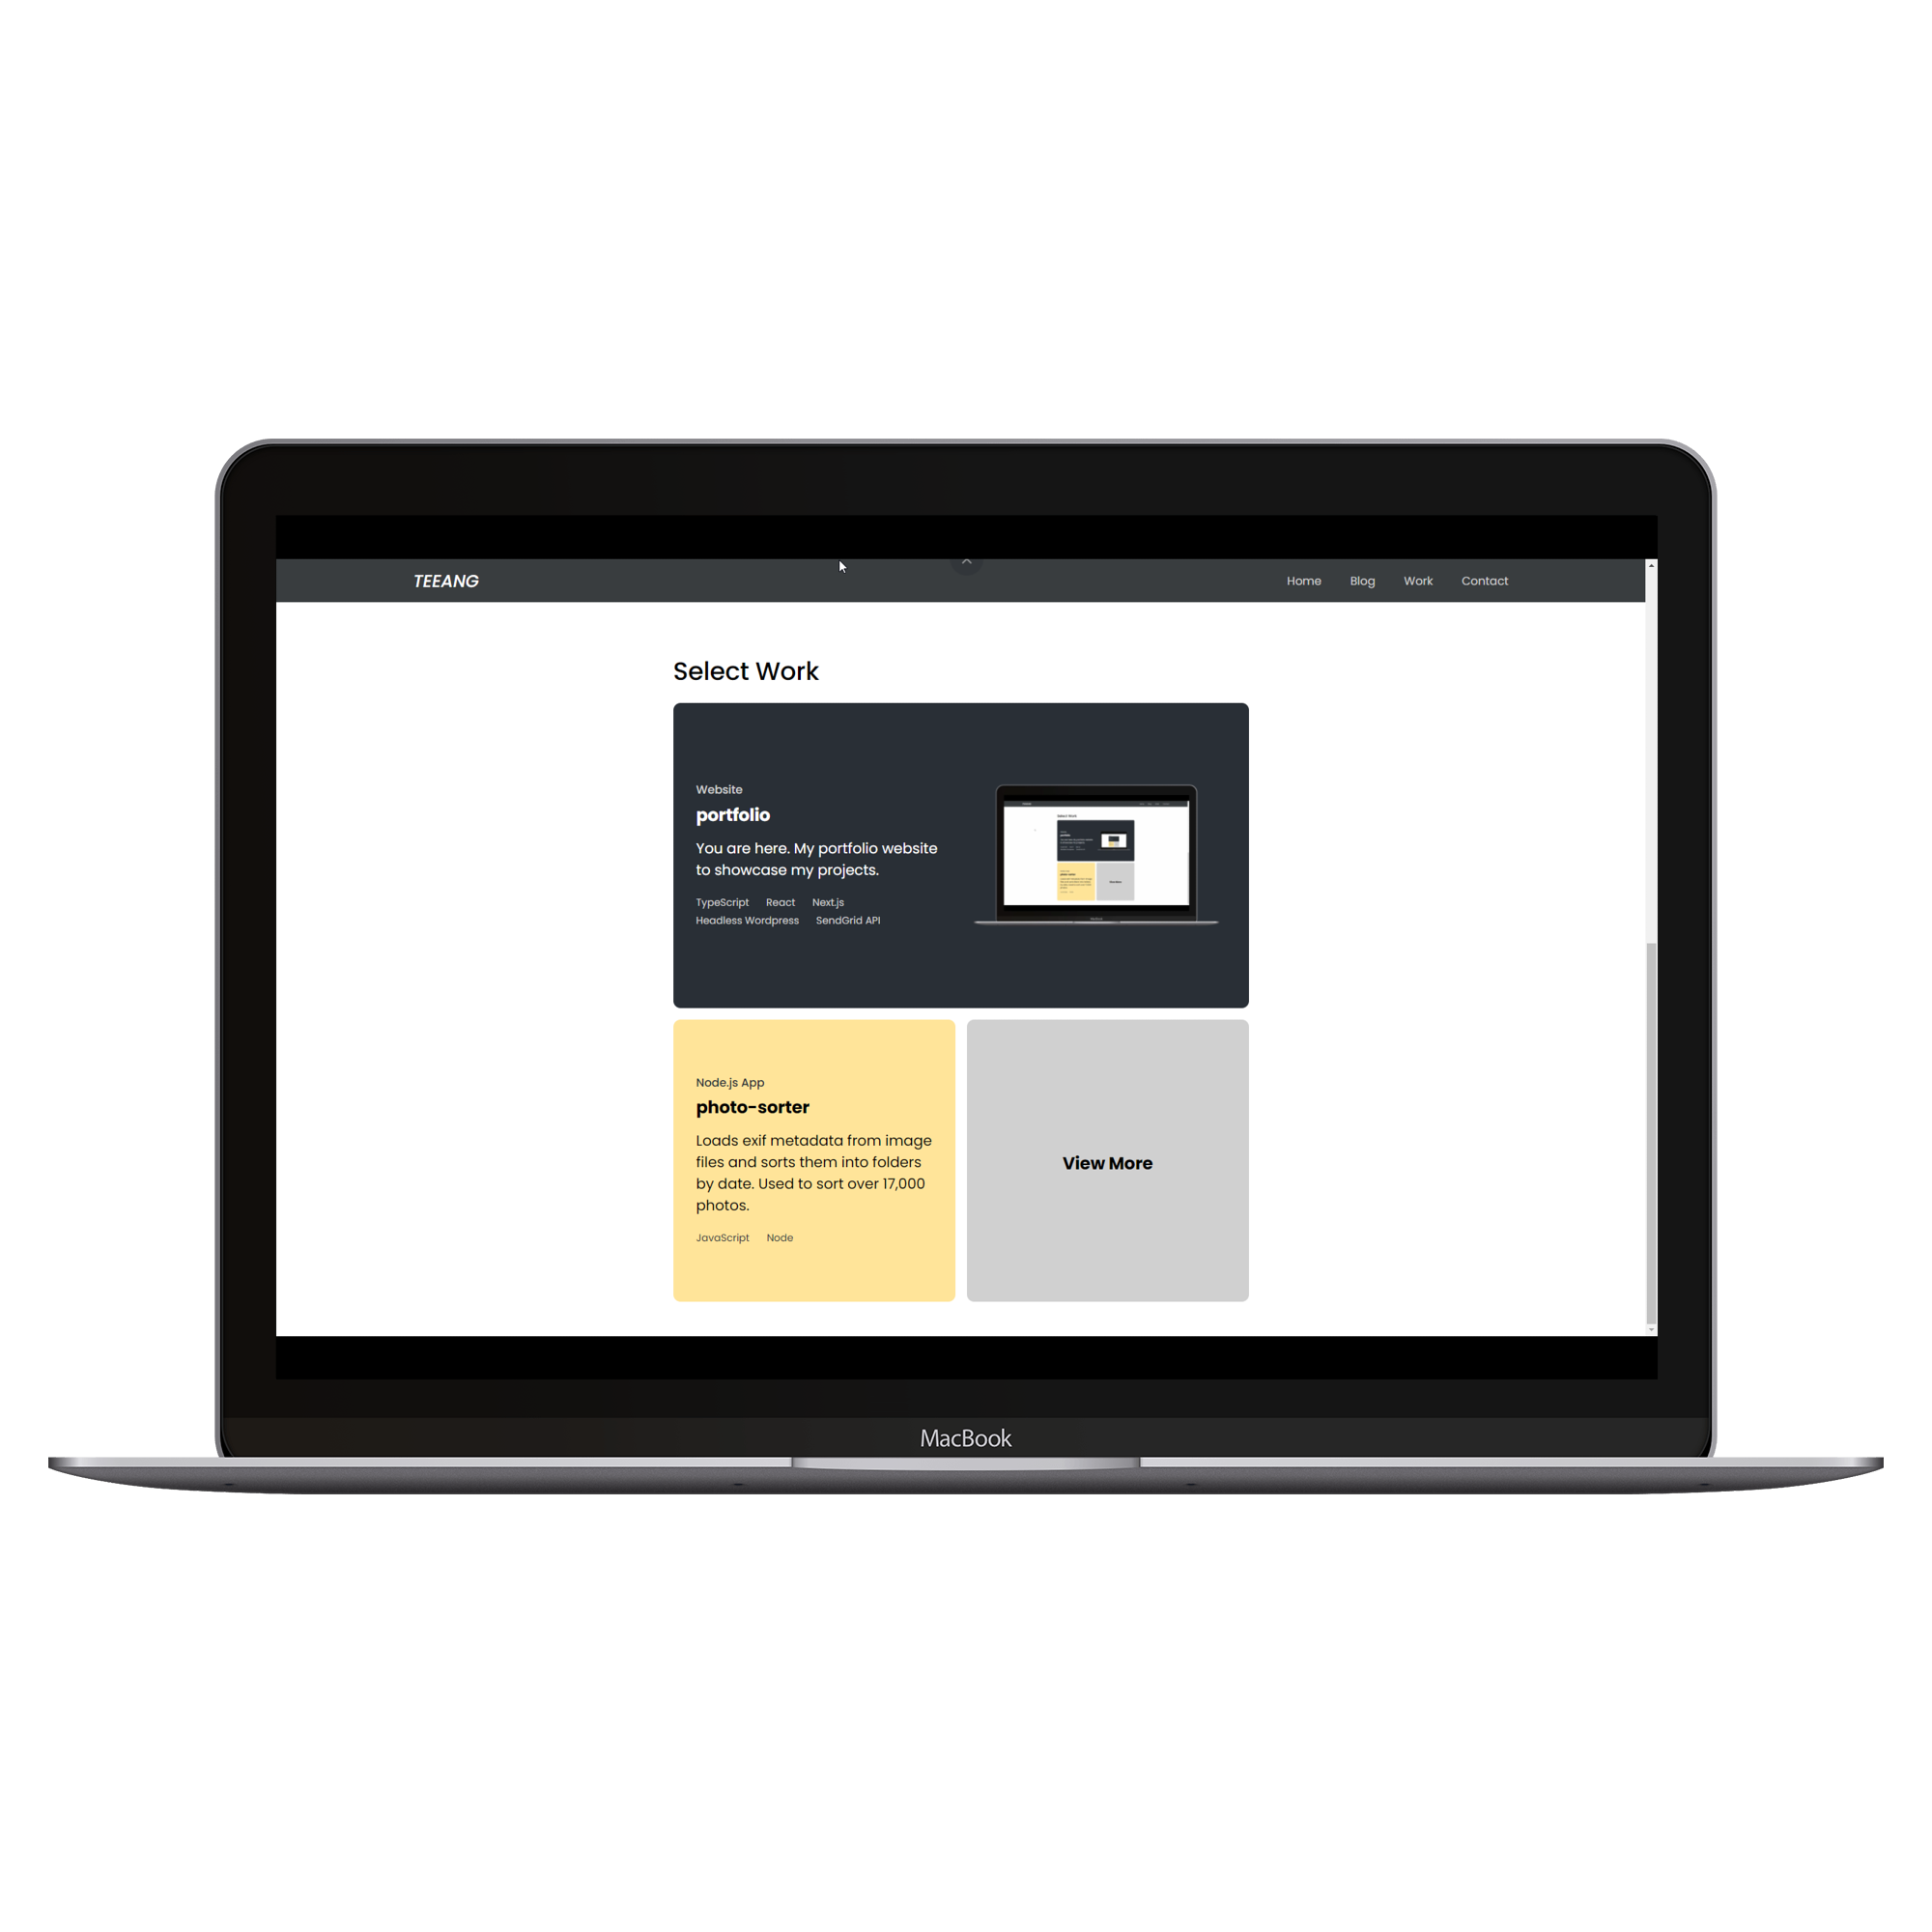 TEEANG
Home Blog Work Contact
Select Work
Website
portfolio
You are here. My portfolio website
to showcase my projects.
TypeScript React Next.js
Headless Wordpress SendGrid API
Node.js App
photo-sorter
Loads exif metadata from image
files and sorts them into folders
by date. Used to sort over 17,000
photos.
JavaScript Node
View More
MacBook